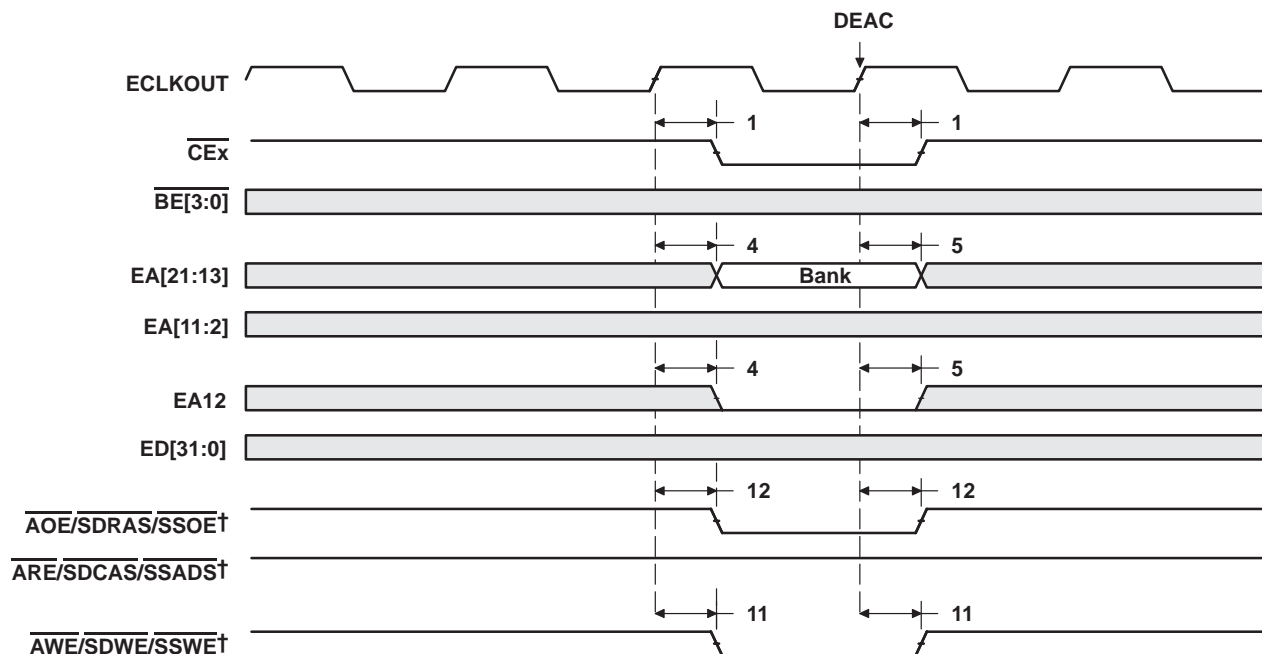 DEAC
ECLKOUT
1 1
CEx
BE[3:0]
4 5
EA[21:13] Bank
EA[11:2]
4 5
EA12
ED[31:0]
12 12
AOE/SDRAS/SSOE†
ARE/SDCAS/SSADS†
11 11
AWE/SDWE/SSWE†